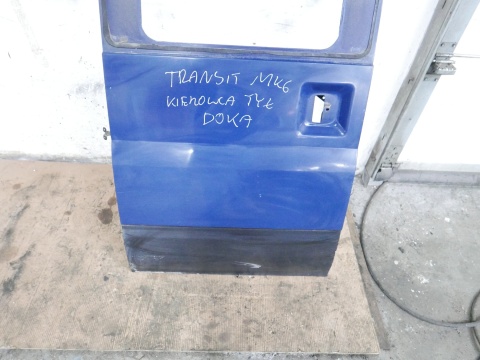 TRANSIT MK6
KIEROWCA TYŁ
DOKA